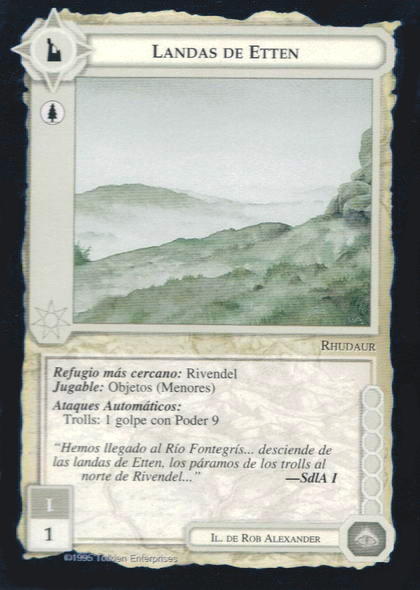 LANDAS DE ETTEN
RHUDAUR
Refugio más cercano: Rivendel
Jugable: Objetos (Menores)
Ataques Automáticos:
Trolls: 1 golpe con Poder 9
“Hemos llegado al Río Fontegrís... desciende de
las landas de Etten, los páramos de los trolls al
norte de Rivendel...” —SdlA I
I
1
IL. DE ROB ALEXANDER
©1995 Tolkien Enterprises